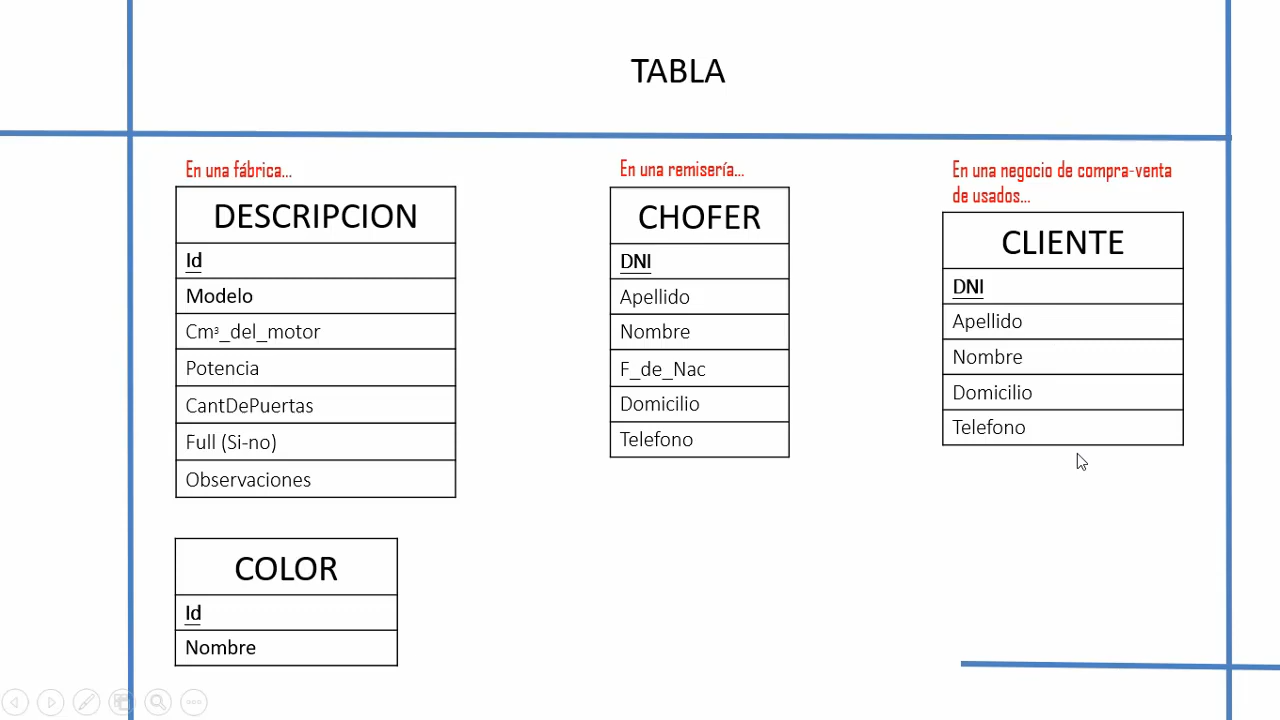 TABLA
En una fábrica...
DESCRIPCION
Id
Modelo
Cm³_del_motor
Potencia
CantDePuertas
Full (Si-no)
Observaciones
COLOR
Id
Nombre
En una remisería...
CHOFER
DNI
Apellido
Nombre
F_de_Nac
Domicilio
Telefono
En una negocio de compra-venta
de usados...
CLIENTE
DNI
Apellido
Nombre
Domicilio
Telefono